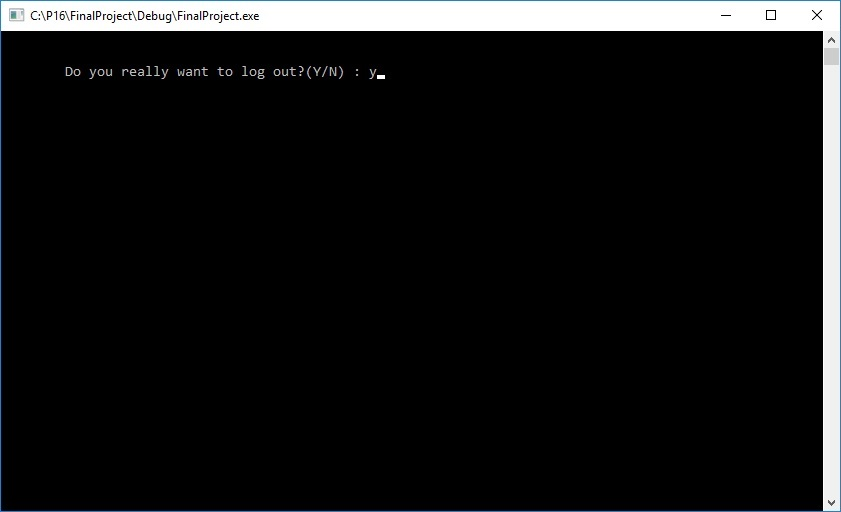 C:\P16\FinalProject\Debug\FinalProject.exe
Do you really want to log out?(Y/N) : y